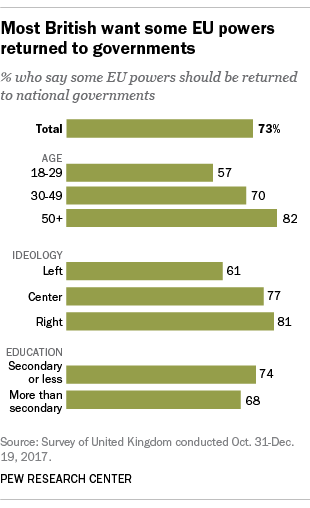 Most British want some EU powers
returned to governments
% who say some EU powers should be returned
to national governments
Total 73%
AGE
18-29 57
30-49 70
50+ 82
IDEOLOGY
Left 61
Center 77
Right 81
EDUCATION
Secondary
or less 74
More than
secondary 68
Source: Survey of United Kingdom conducted Oct. 31-Dec.
19, 2017.
PEW RESEARCH CENTER